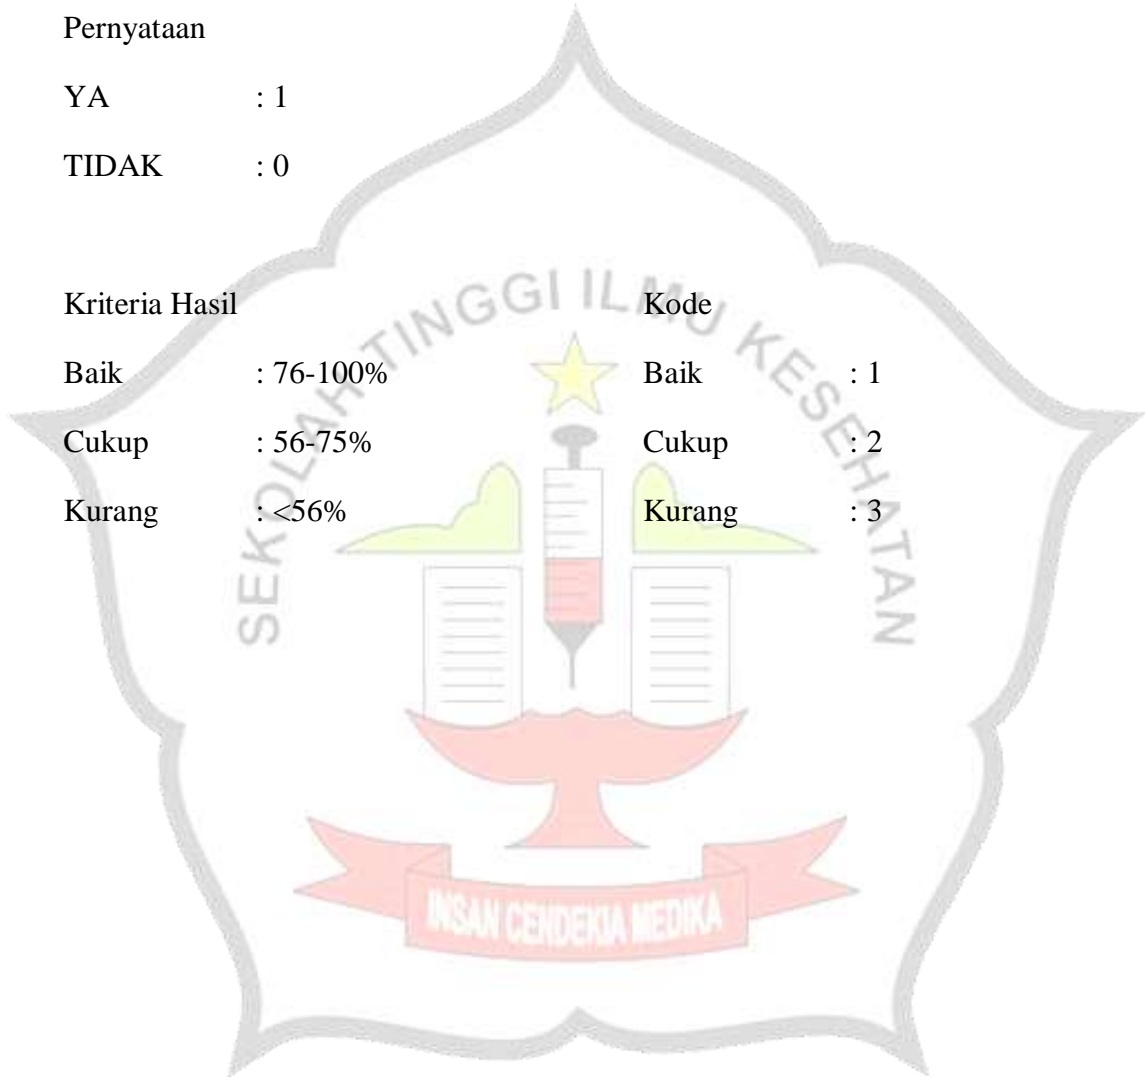 Pernyataan
YA : 1
TIDAK : 0
Kriteria Hasil Kode
Baik : 76-100% Baik : 1
Cukup : 56-75% Cukup : 2
Kurang : <56% Kurang : 3
SEKOLAH TINGGI ILMU KESEHATAN
INSAN CENDEKIA MEDIKA